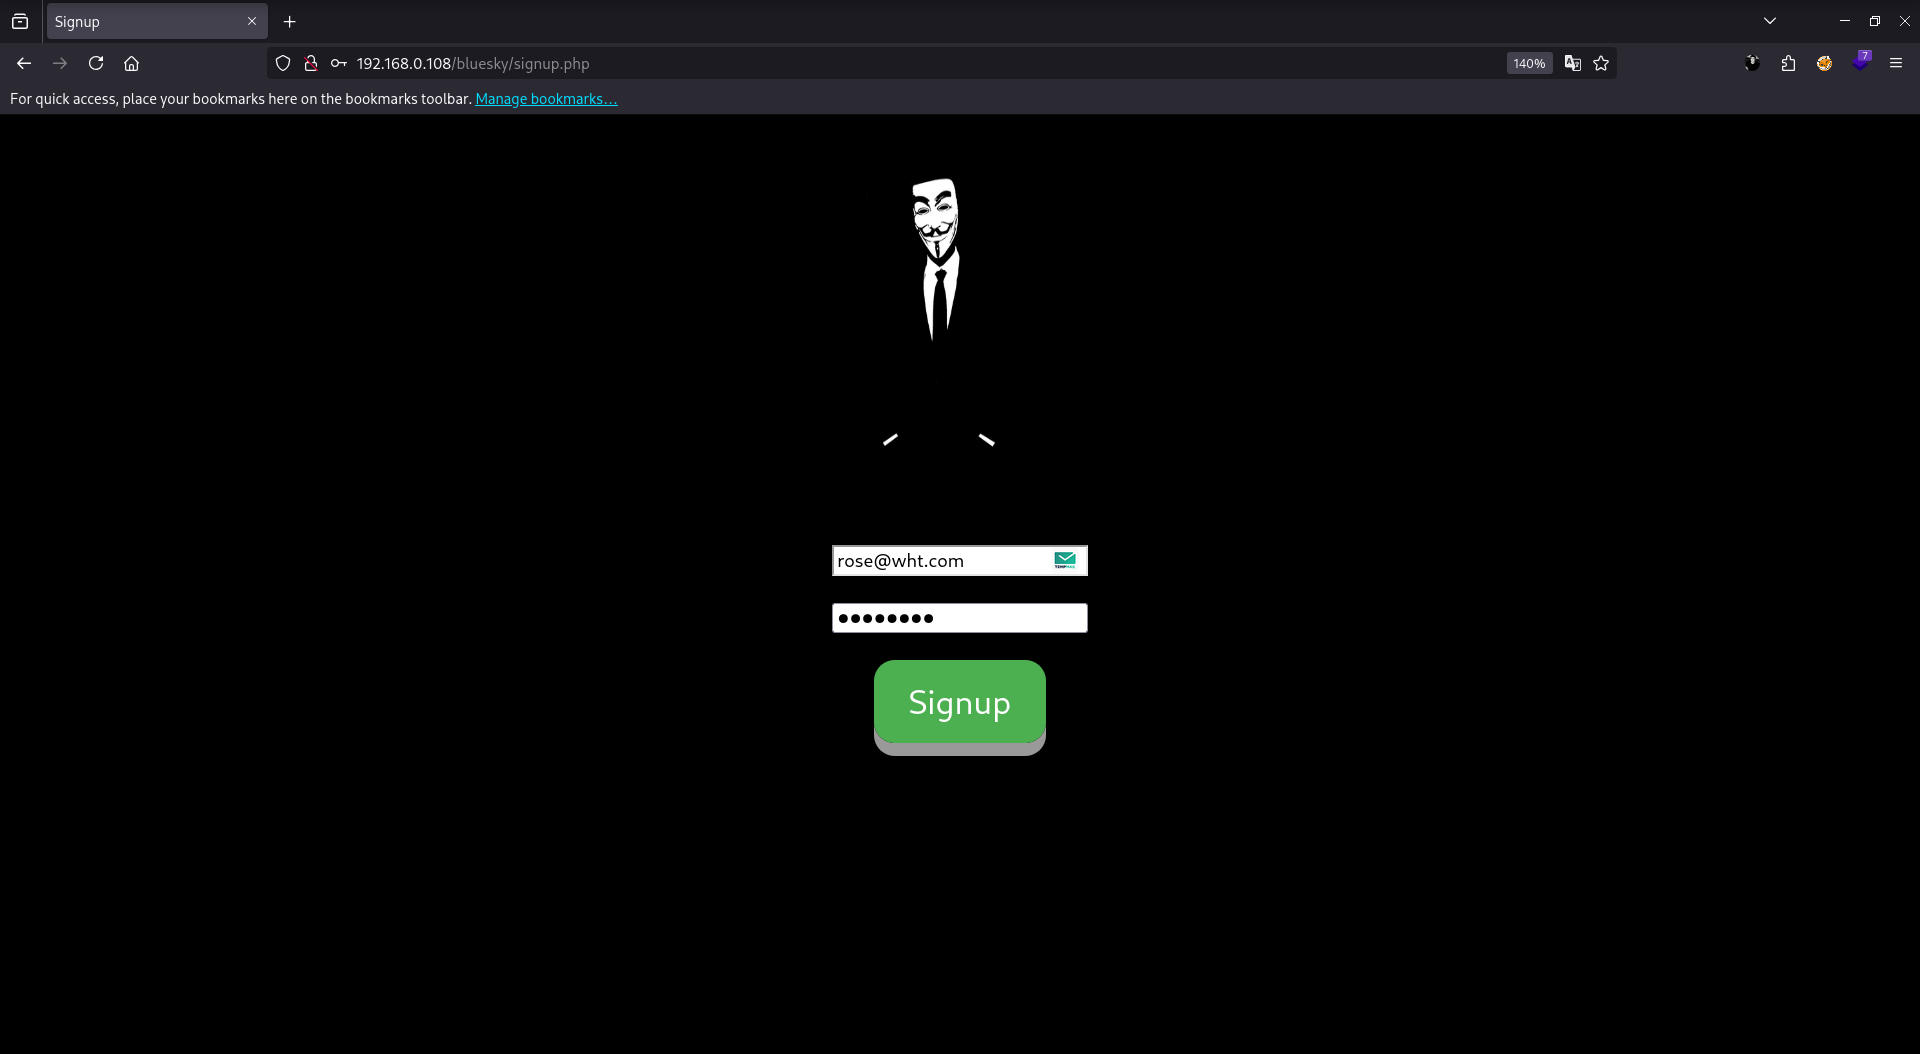 Signup
192.168.0.108/bluesky/signup.php
140%
7
For quick access, place your bookmarks here on the bookmarks toolbar. Manage bookmarks...
rose@wht.com
Signup